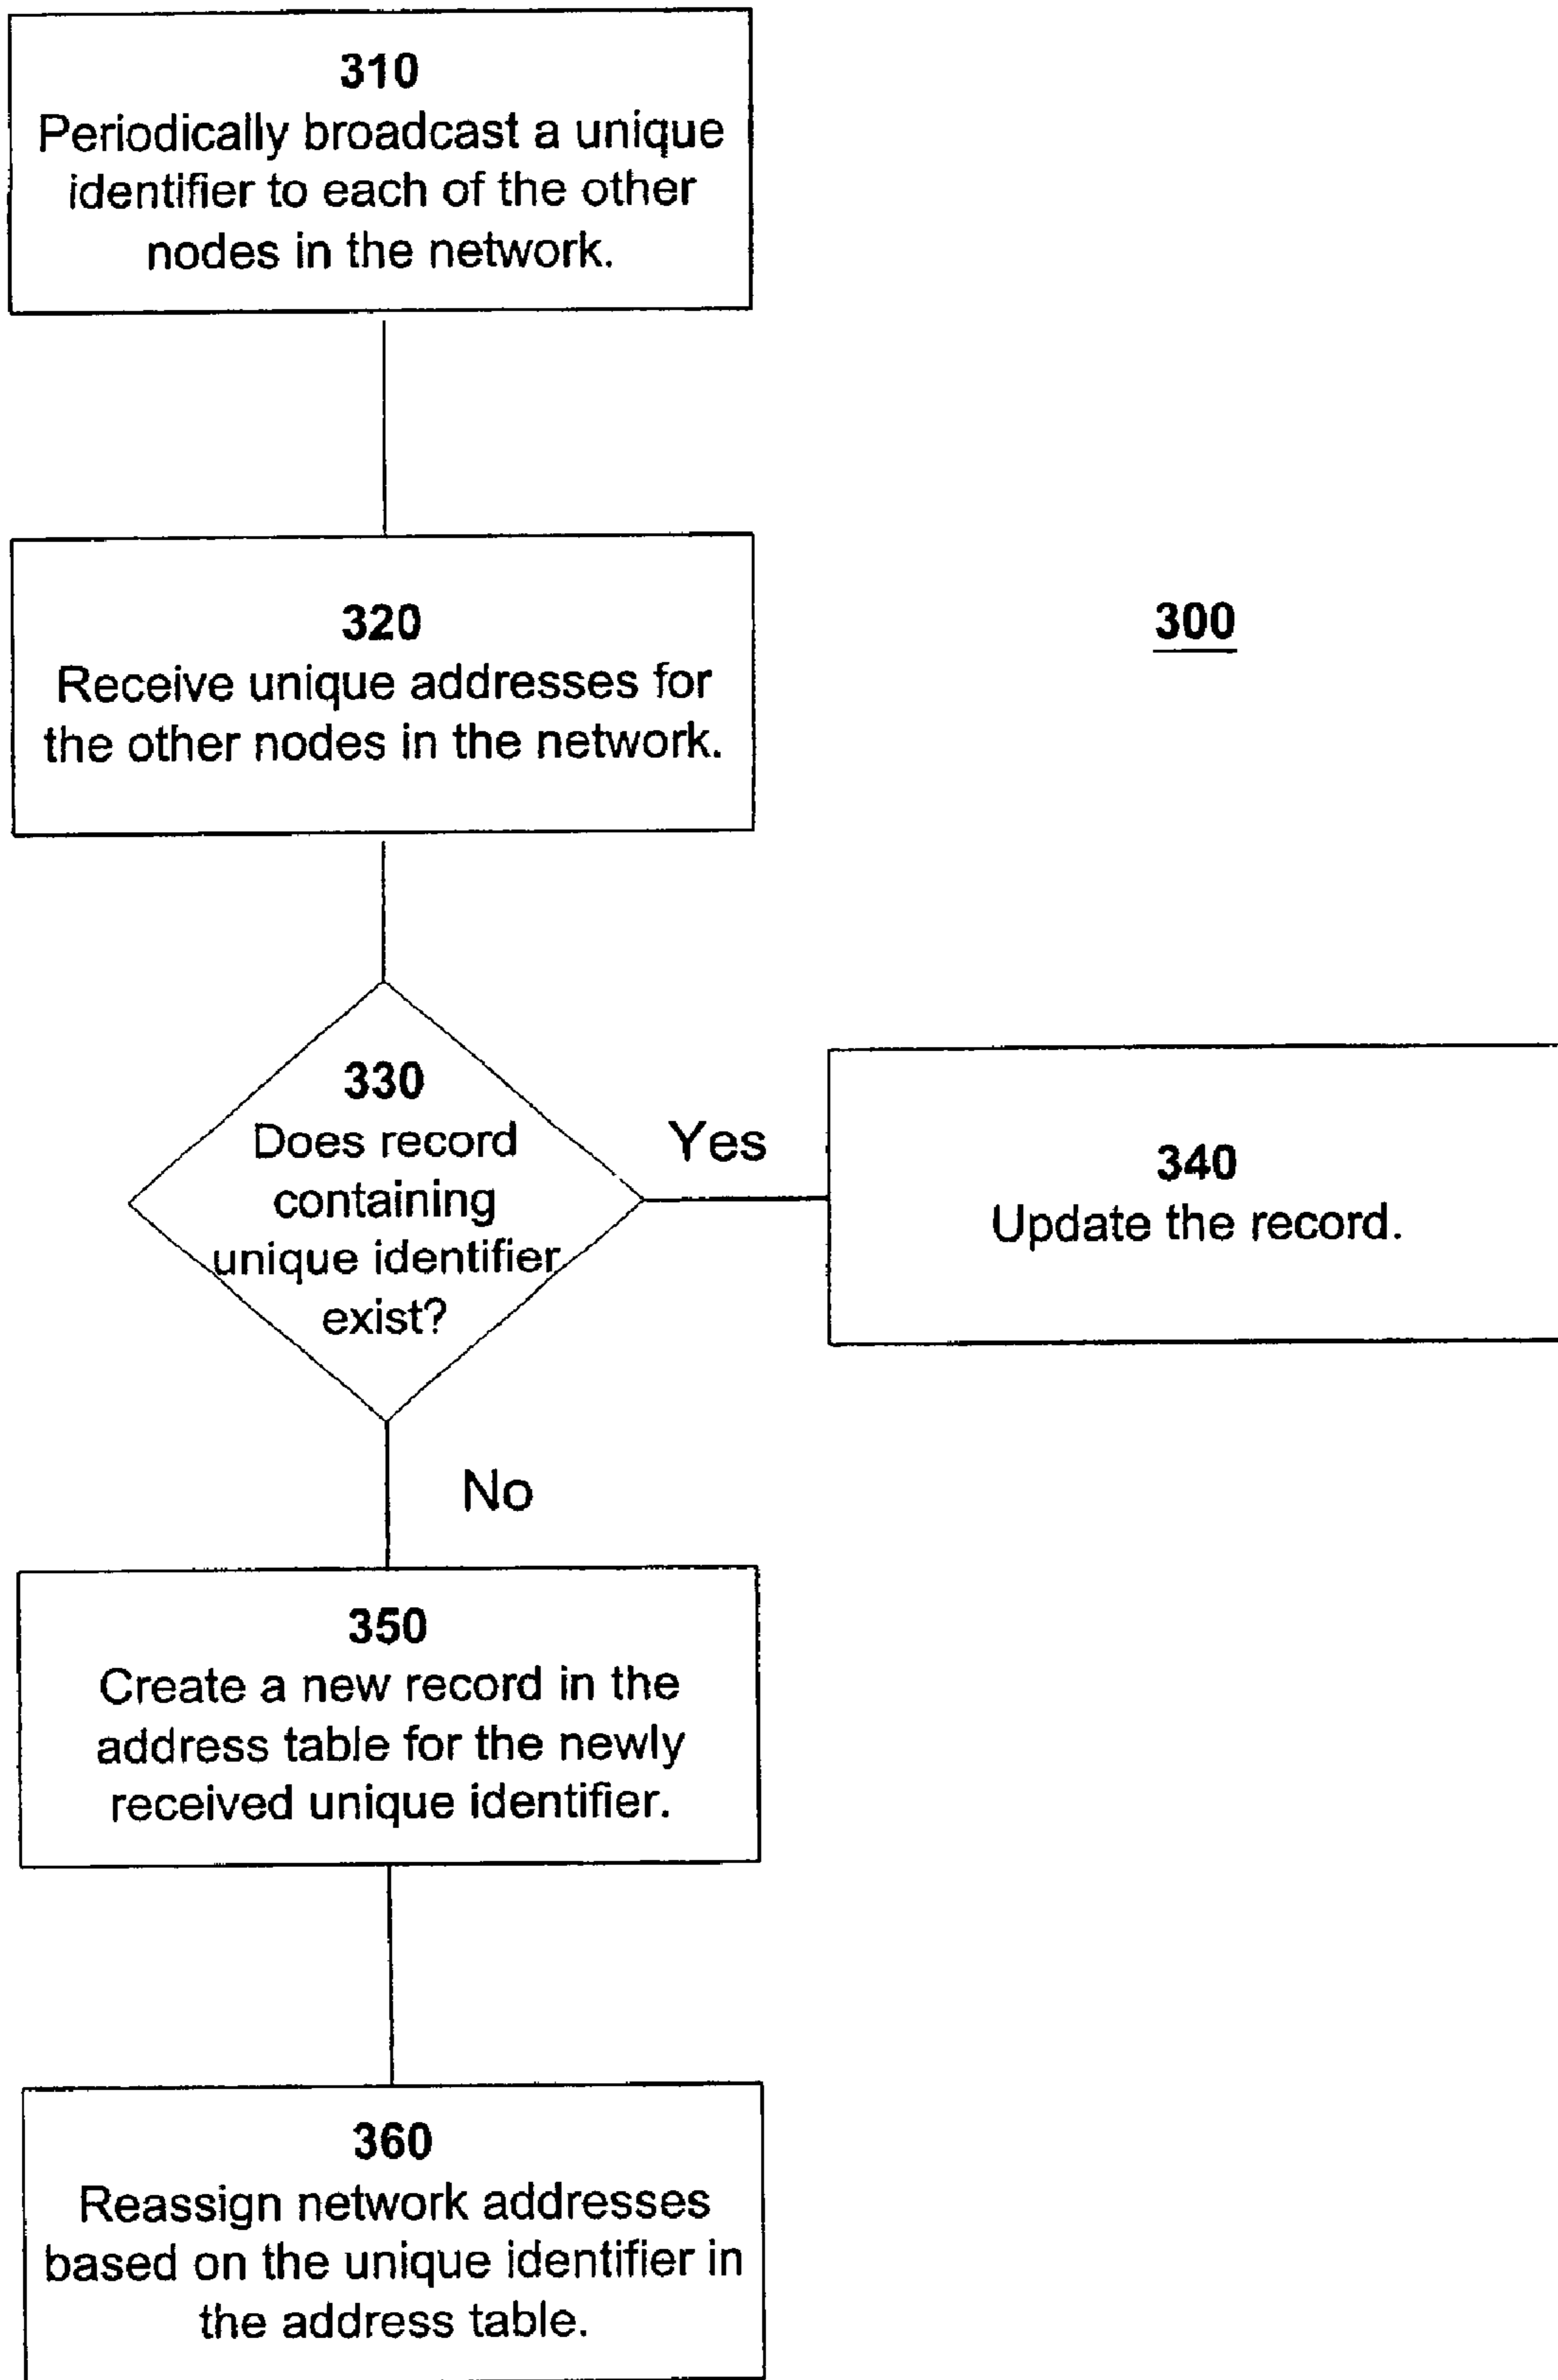 310
Periodically broadcast a unique
identifier to each of the other
nodes in the network.
320
Receive unique addresses for
the other nodes in the network.
300
330
Does record
containing
unique identifier
exist?
Yes
340
Update the record.
No
350
Create a new record in the
address table for the newly
received unique identifier.
360
Reassign network addresses
based on the unique identifier in
the address table.